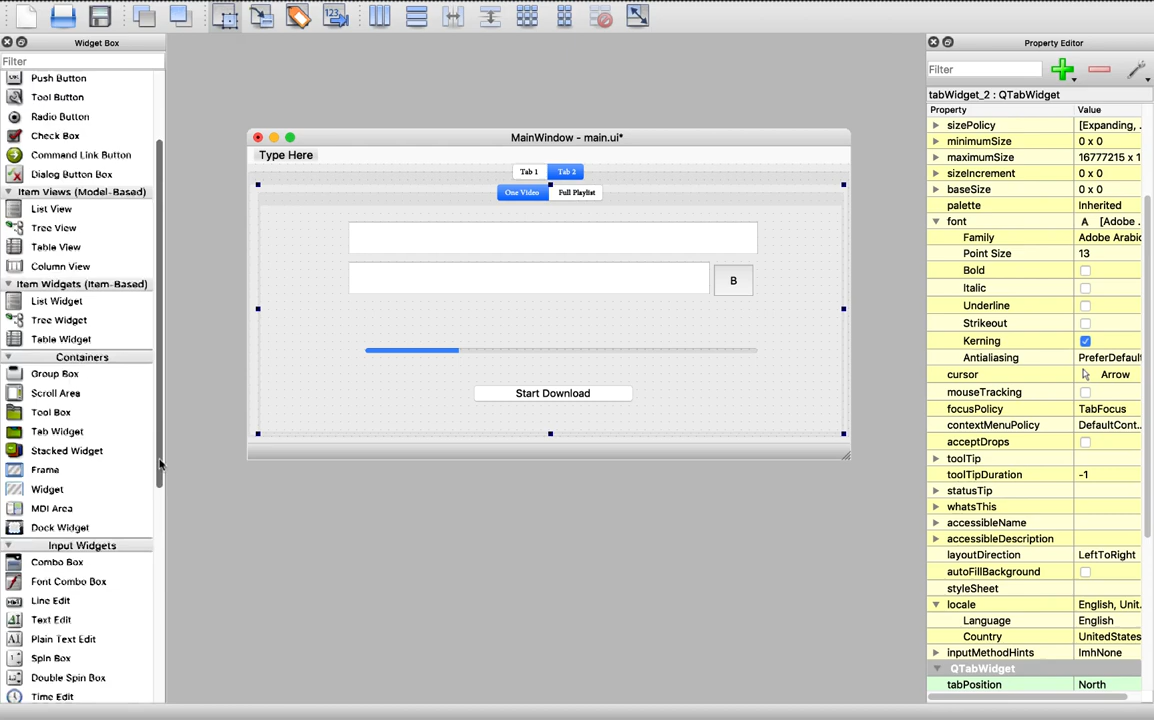 Widget Box
Filter
Push Button
Tool Button
Radio Button
Check Box
Command Link Button
Dialog Button Box
Item Views (Model-Based)
List View
Tree View
Table View
Column View
Item Widgets (Item-Based)
List Widget
Tree Widget
Table Widget
Containers
Group Box
Scroll Area
Tool Box
Tab Widget
Stacked Widget
Frame
Widget
MDI Area
Dock Widget
Input Widgets
Combo Box
Font Combo Box
Line Edit
Text Edit
Plain Text Edit
Spin Box
Double Spin Box
Time Edit
MainWindow - main.ui*
Type Here
Tab 1 Tab 2
One Video Full Playlist
B
Start Download
Property Editor
Filter
tabWidget_2 : QTabWidget
Property Value
sizePolicy [Expanding, .
minimumSize 0 x 0
maximumSize 16777215 x 1
sizeIncrement 0 x 0
baseSize 0 x 0
palette Inherited
font A [Adobe .
Family Adobe Arabic
Point Size 13
Bold
Italic
Underline
Strikeout
Kerning
Antialiasing PreferDefault
cursor Arrow
mouseTracking
focusPolicy TabFocus
contextMenuPolicy DefaultCont..
acceptDrops
toolTip
toolTipDuration -1
statusTip
whatsThis
accessibleName
accessibleDescription
layoutDirection LeftToRight
autoFillBackground
styleSheet
locale English, Unit.
Language English
Country UnitedStates
inputMethodHints ImhNone
QTabWidget
tabPosition North